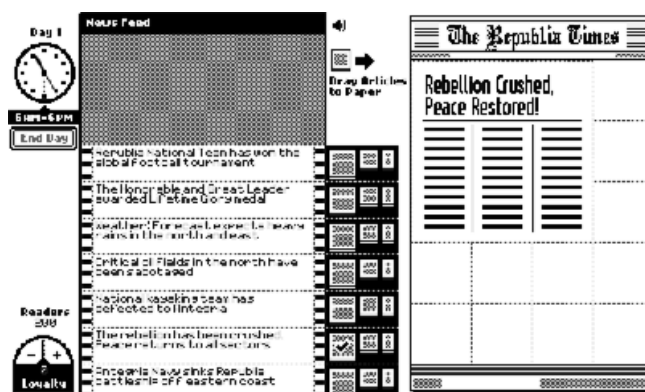 News Feed
Day 1
6AM-6PM
End Day
Drag Articles
to Paper
The Republia Times
Rebellion Crushed,
Peace Restored!
Republia National Team has won the
global football tournament
The Honorable and Great Leader
awarded Lifetime Glory medal
Weather: Forecast expects heavy
rains in the north and east
Critical oil fields in the north have
been sabotaged
National kayaking team has
defected to Antegria
The rebellion has been crushed
Peace returns to all sectors
Antegria Navy sinks Republia
battleship off eastern coast
Readers
200
Loyalty